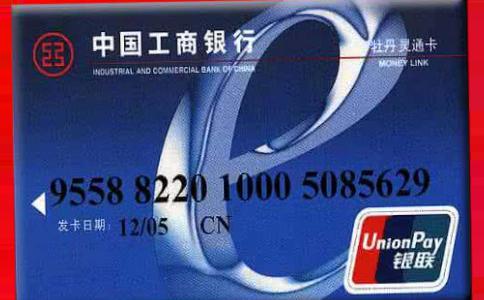 中国工商银行
INDUSTRIAL AND COMMERCIAL BANK OF CHINA
牡丹灵通卡
MONEY LINK
9558 8220 1000 5085629
发卡日期: 12/05 CN
UnionPay
银联